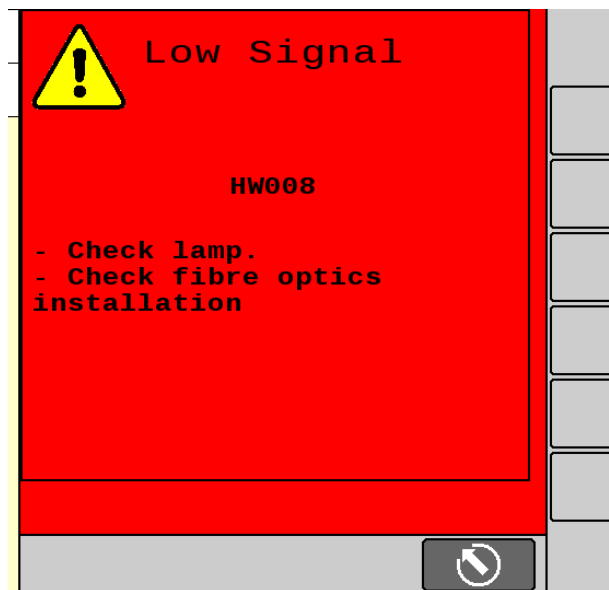 Low Signal
HW008
- Check lamp.
- Check fibre optics
installation